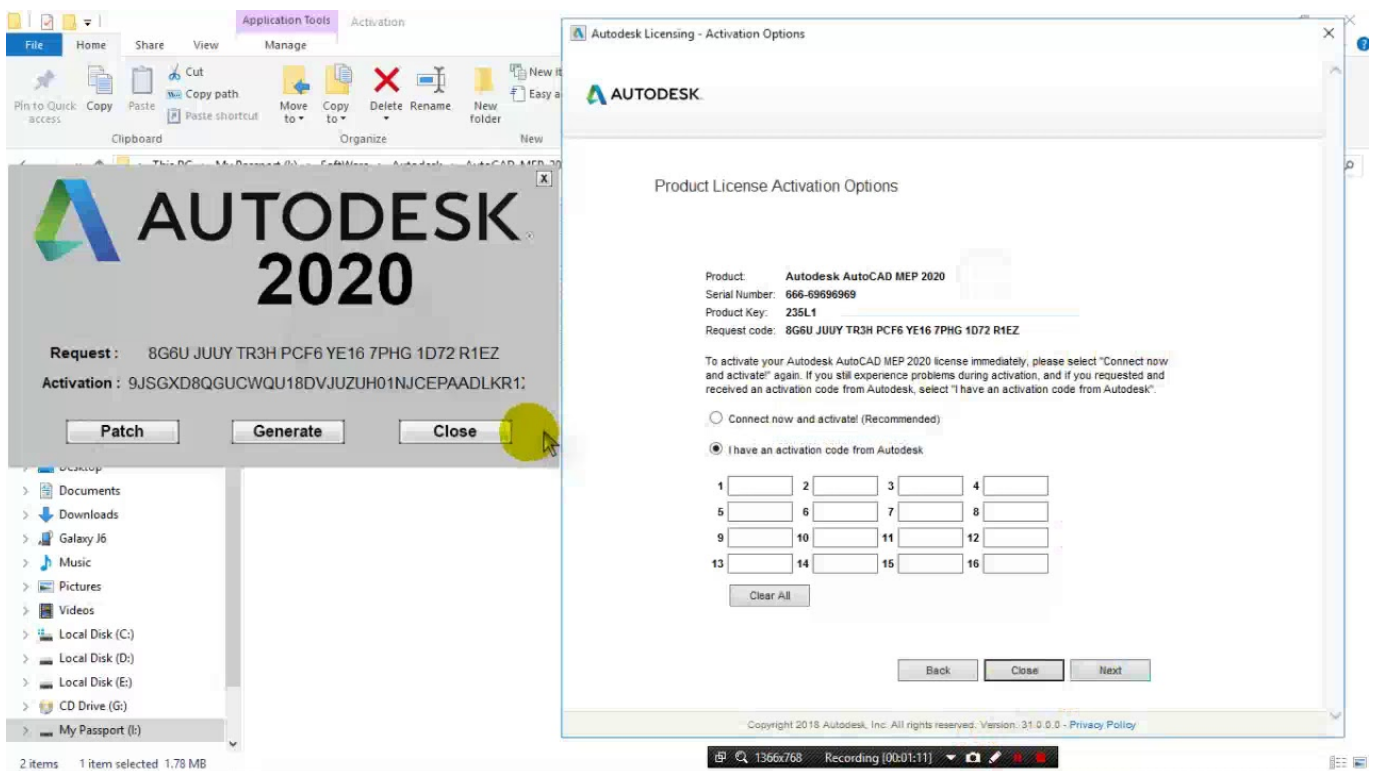 Application Tools
Activation
File Home Share View Manage
Pin to Quick access
Copy
Paste
Cut
Copy path
Paste shortcut
Move to
Copy to
Delete
Rename
New folder
New it
Easy a
Clipboard
Organize
New
AUTODESK
2020
Request : 8G6U JUUY TR3H PCF6 YE16 7PHG 1D72 R1EZ
Activation : 9JSGXD8QGUCWQU18DVJUZUH01NJCEPAADLKR1
Patch Generate Close
X
Desktop
Documents
Downloads
Galaxy J6
Music
Pictures
Videos
Local Disk (C:)
Local Disk (D:)
Local Disk (E:)
CD Drive (G:)
My Passport (I:)
2 items 1 item selected 1.78 MB
Autodesk Licensing - Activation Options
AUTODESK
Product License Activation Options
Product: Autodesk AutoCAD MEP 2020
Serial Number: 666-69696969
Product Key: 235L1
Request code: 8G6U JUUY TR3H PCF6 YE16 7PHG 1D72 R1EZ
To activate your Autodesk AutoCAD MEP 2020 license immediately, please select "Connect now
and activate!" again. If you still experience problems during activation, and if you requested and
received an activation code from Autodesk, select "I have an activation code from Autodesk".
Connect now and activate! (Recommended)
I have an activation code from Autodesk
1 2 3 4
5 6 7 8
9 10 11 12
13 14 15 16
Clear All
Back Close Next
Copyright 2018 Autodesk, Inc. All rights reserved. Version. 31.0.0.0 - Privacy Policy
1366x768 Recording [00:01:11]